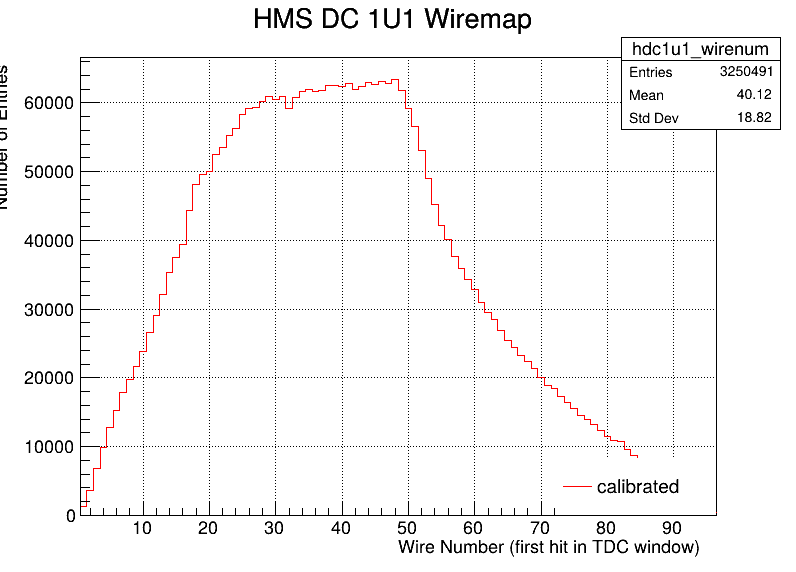 HMS DC 1U1 Wiremap
hdc1u1_wirenum
Entries 3250491
Mean 40.12
Std Dev 18.82
Number of Entries
60000
50000
40000
30000
20000
10000
0
calibrated
10 20 30 40 50 60 70 80 90
Wire Number (first hit in TDC window)